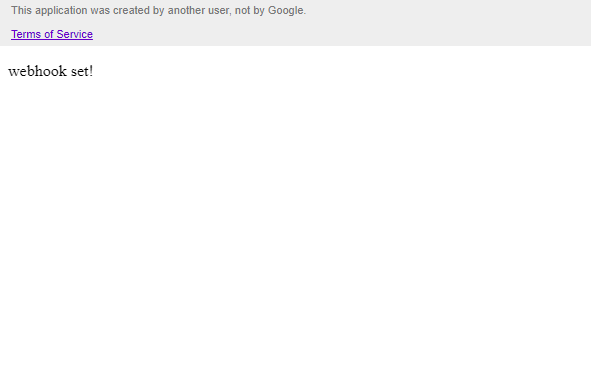 This application was created by another user, not by Google.
Terms of Service
webhook set!